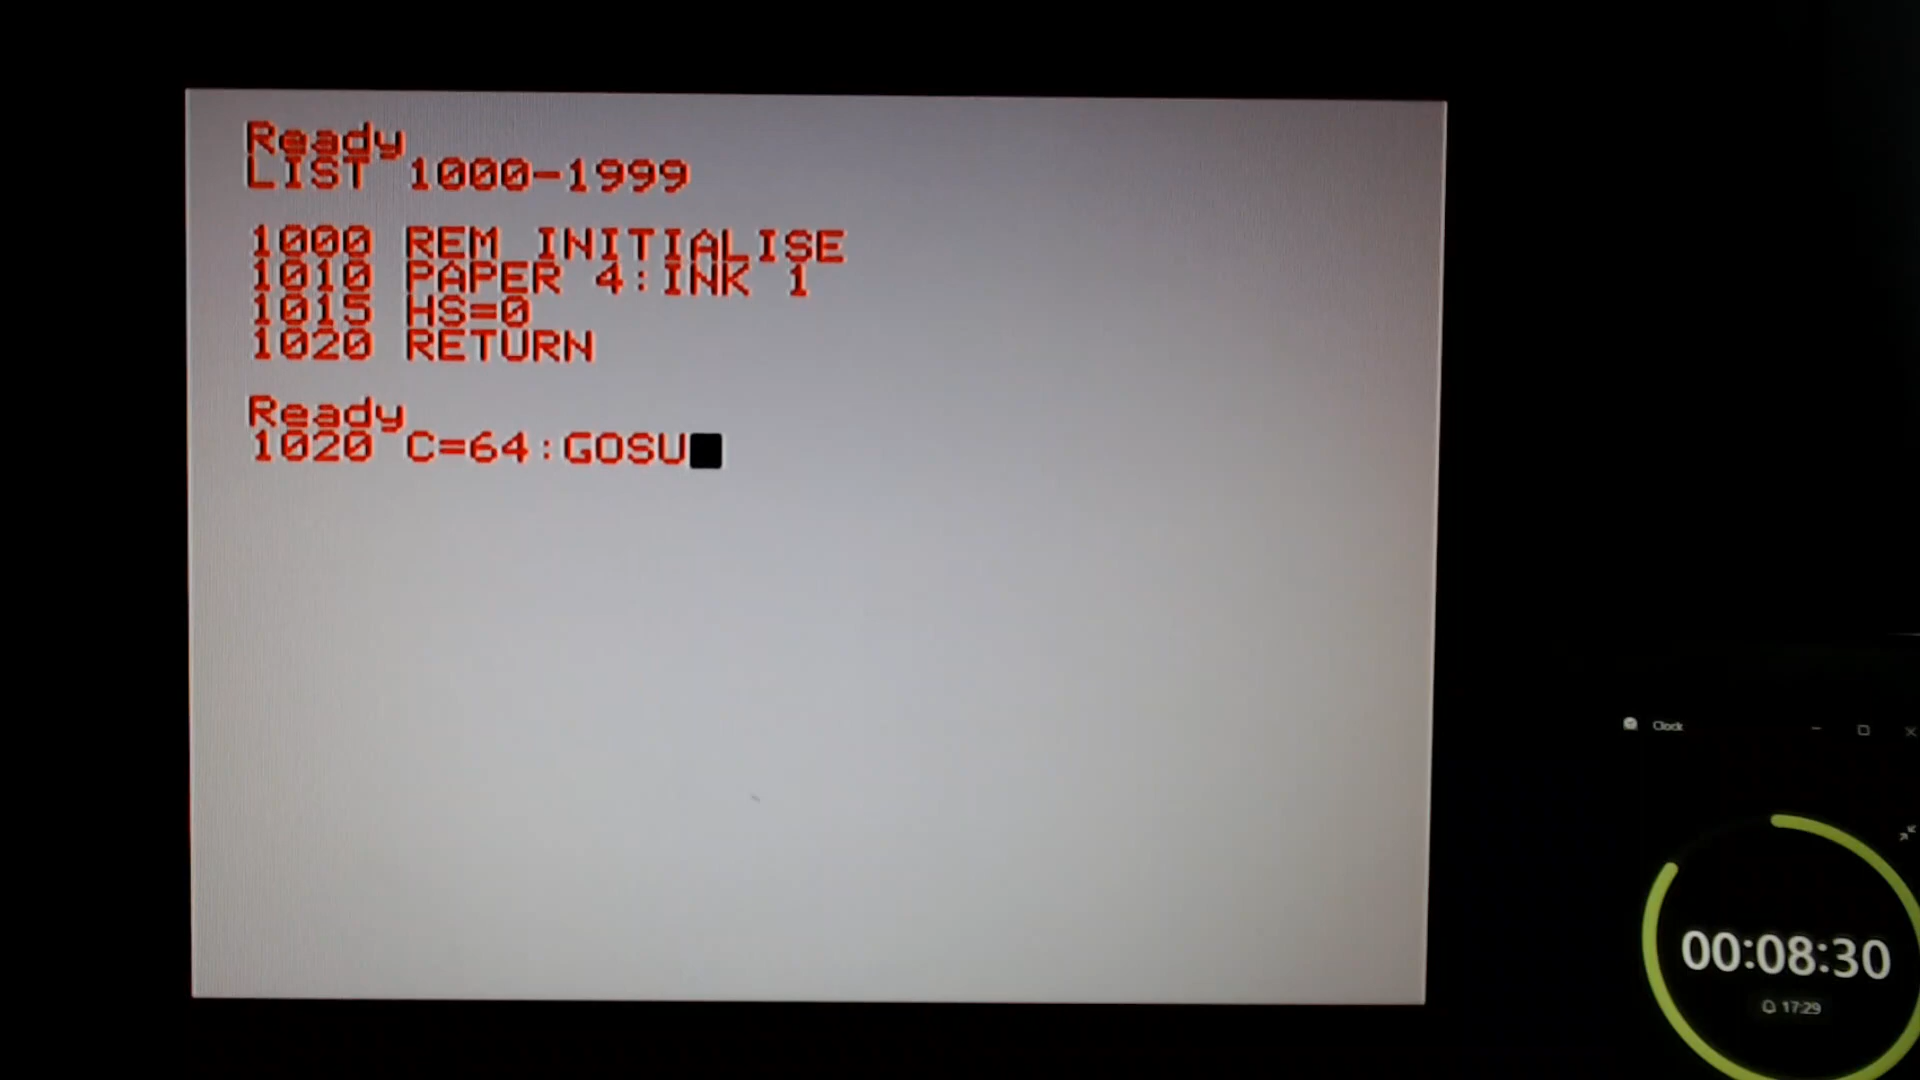 Ready
LIST 1000-1999
1000 REM INITIALISE
1010 PAPER 4:INK 1
1015 HS=0
1020 RETURN
Ready
1020 C=64:GOSU
Clock
00:08:30
17:29